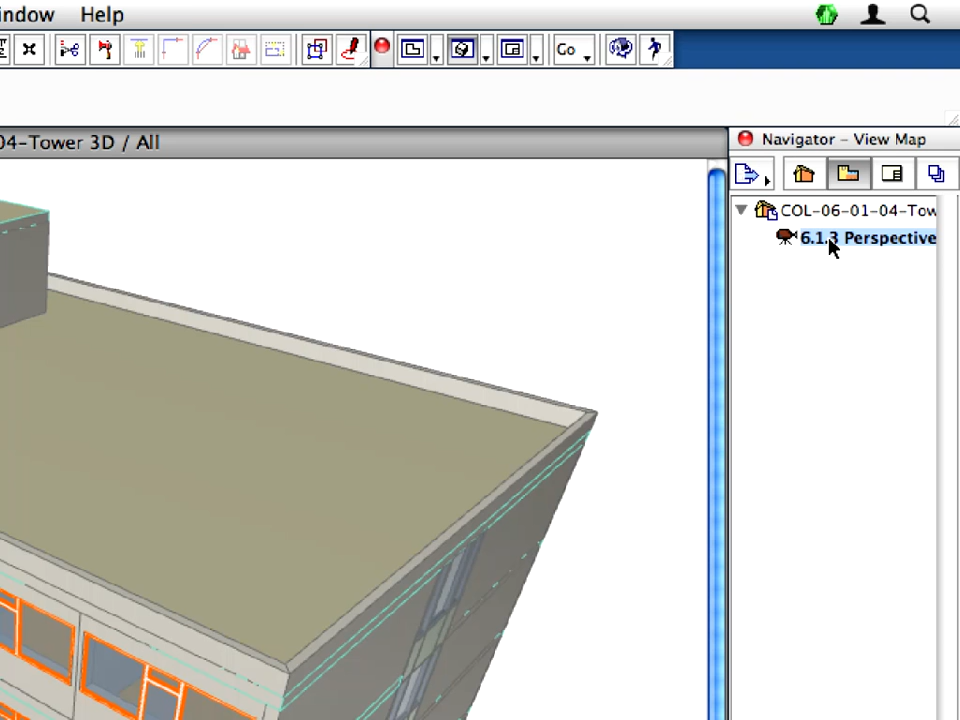 indow Help
Go
04-Tower 3D / All
Navigator - View Map
COL-06-01-04-Tow
6.1.3 Perspective